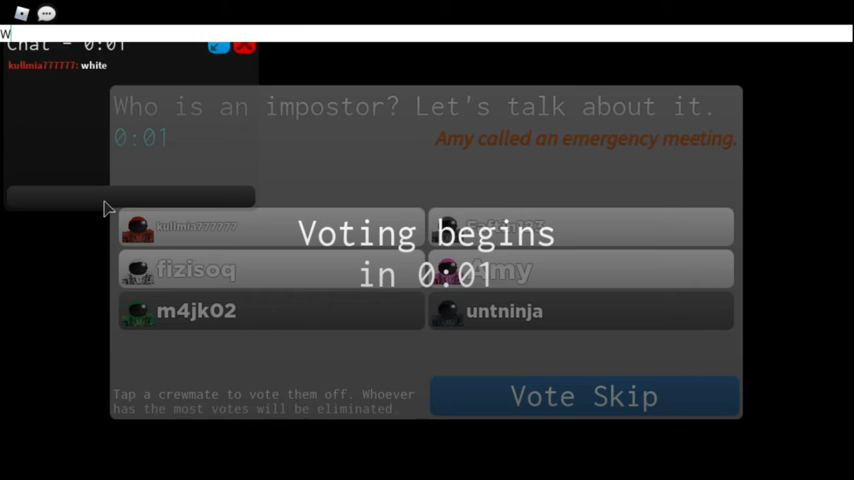 W
Chat - 0:01
kullmia777777: white
Who is an impostor? Let's talk about it.
0:01
Amy called an emergency meeting.
kullmia777777
Voting begins
in 0:01
fizisoq
Amy
m4jk02
untninja
Tap a crewmate to vote them off. Whoever
has the most votes will be eliminated.
Vote Skip